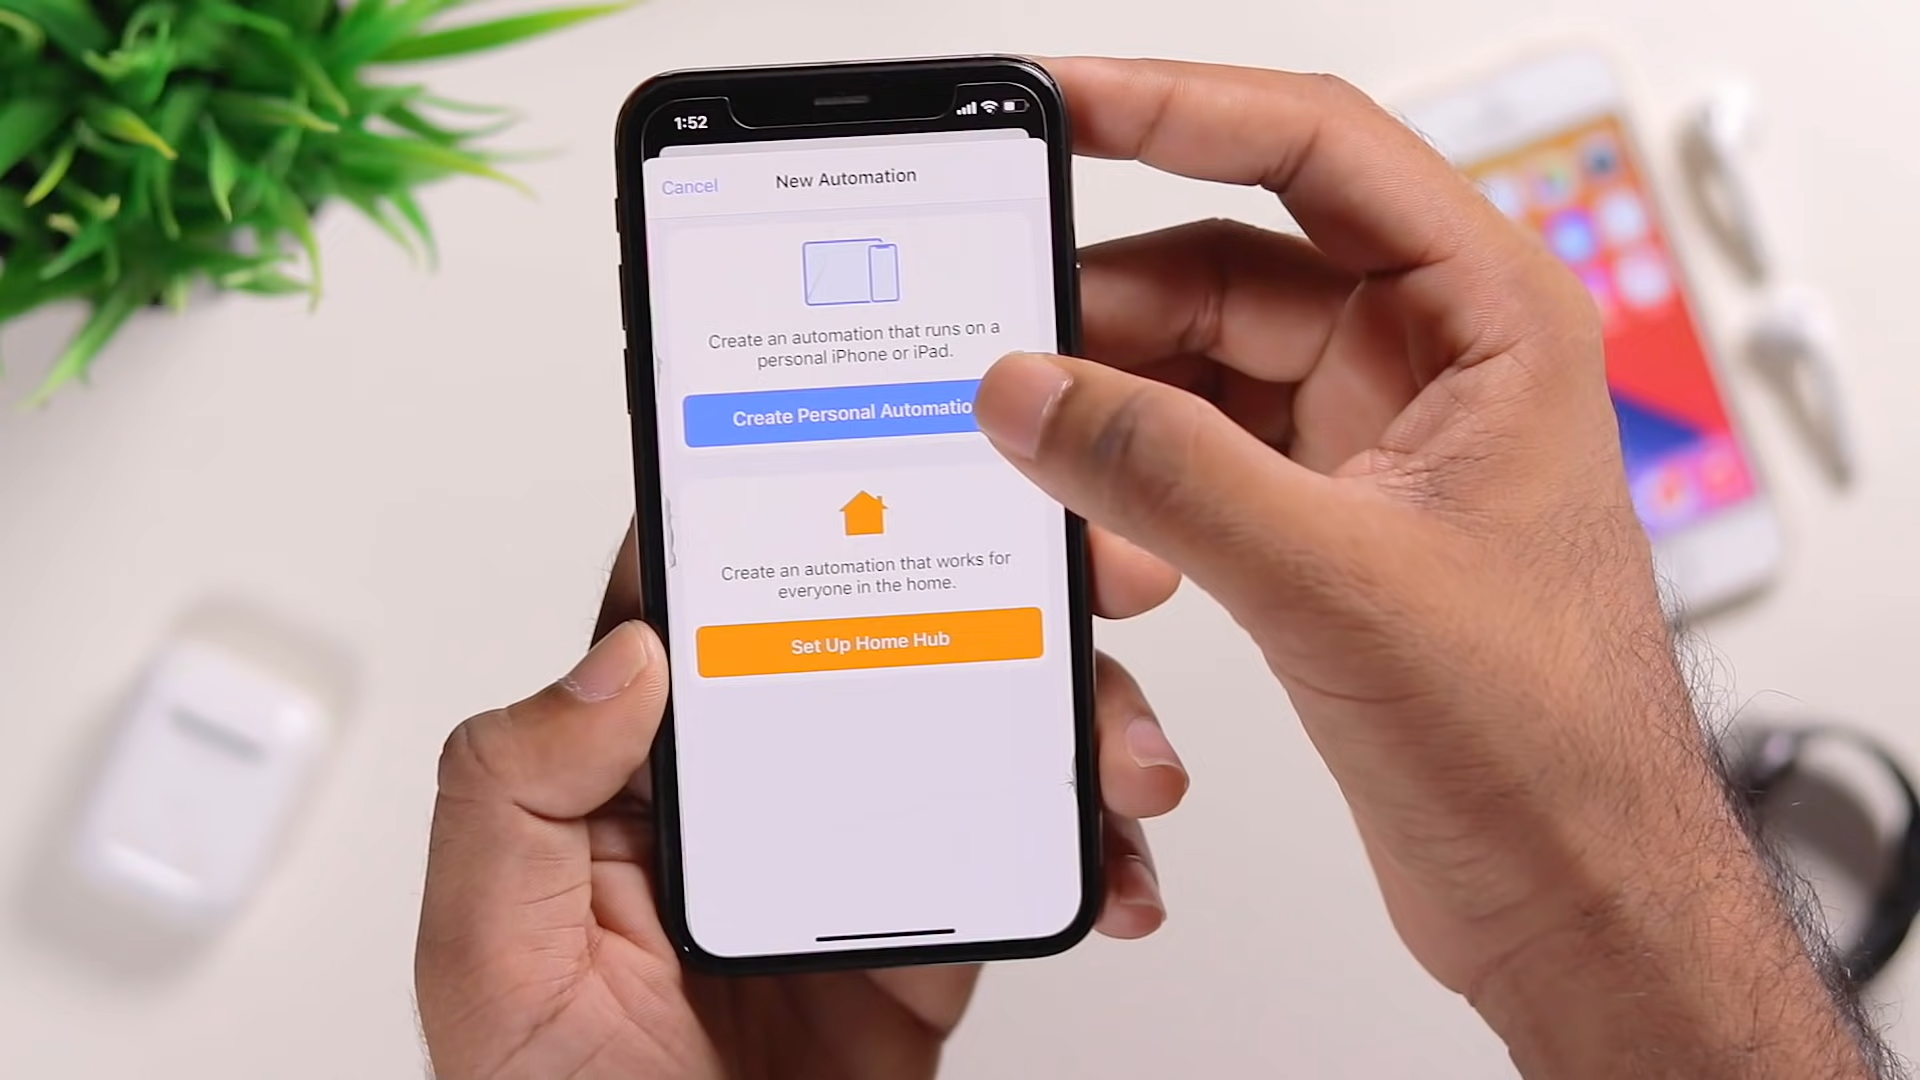 1:52
Cancel
New Automation
Create an automation that runs on a
personal iPhone or iPad.
Create Personal Automatio
Create an automation that works for
everyone in the home.
Set Up Home Hub